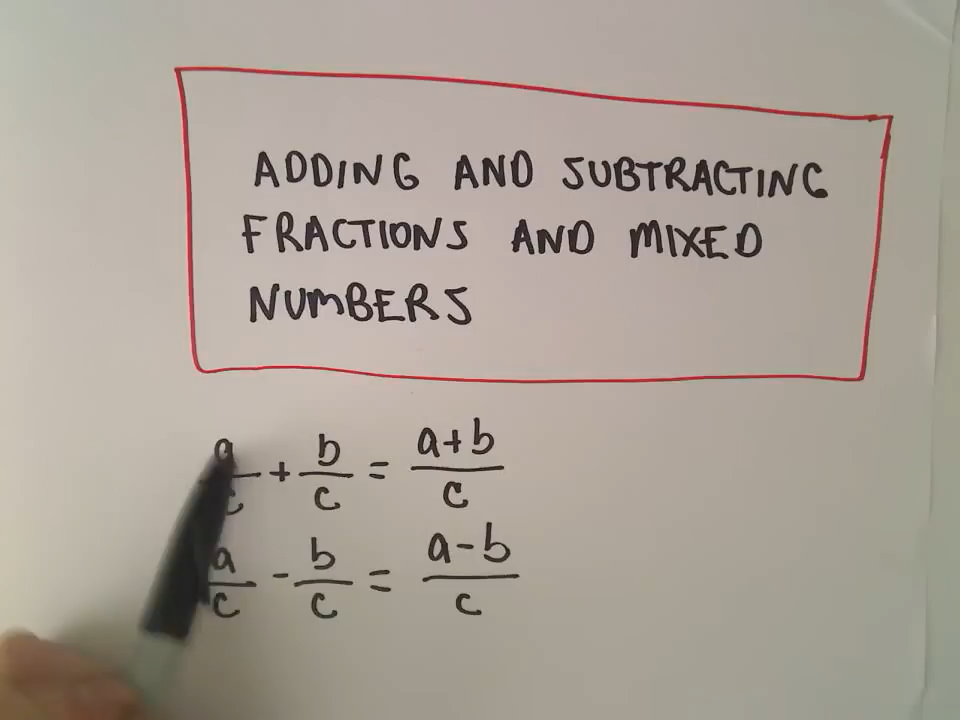 ADDING AND SUBTRACTING
FRACTIONS AND MIXED
NUMBERS
a/c + b/c = a+b/c
a/c - b/c = a-b/c